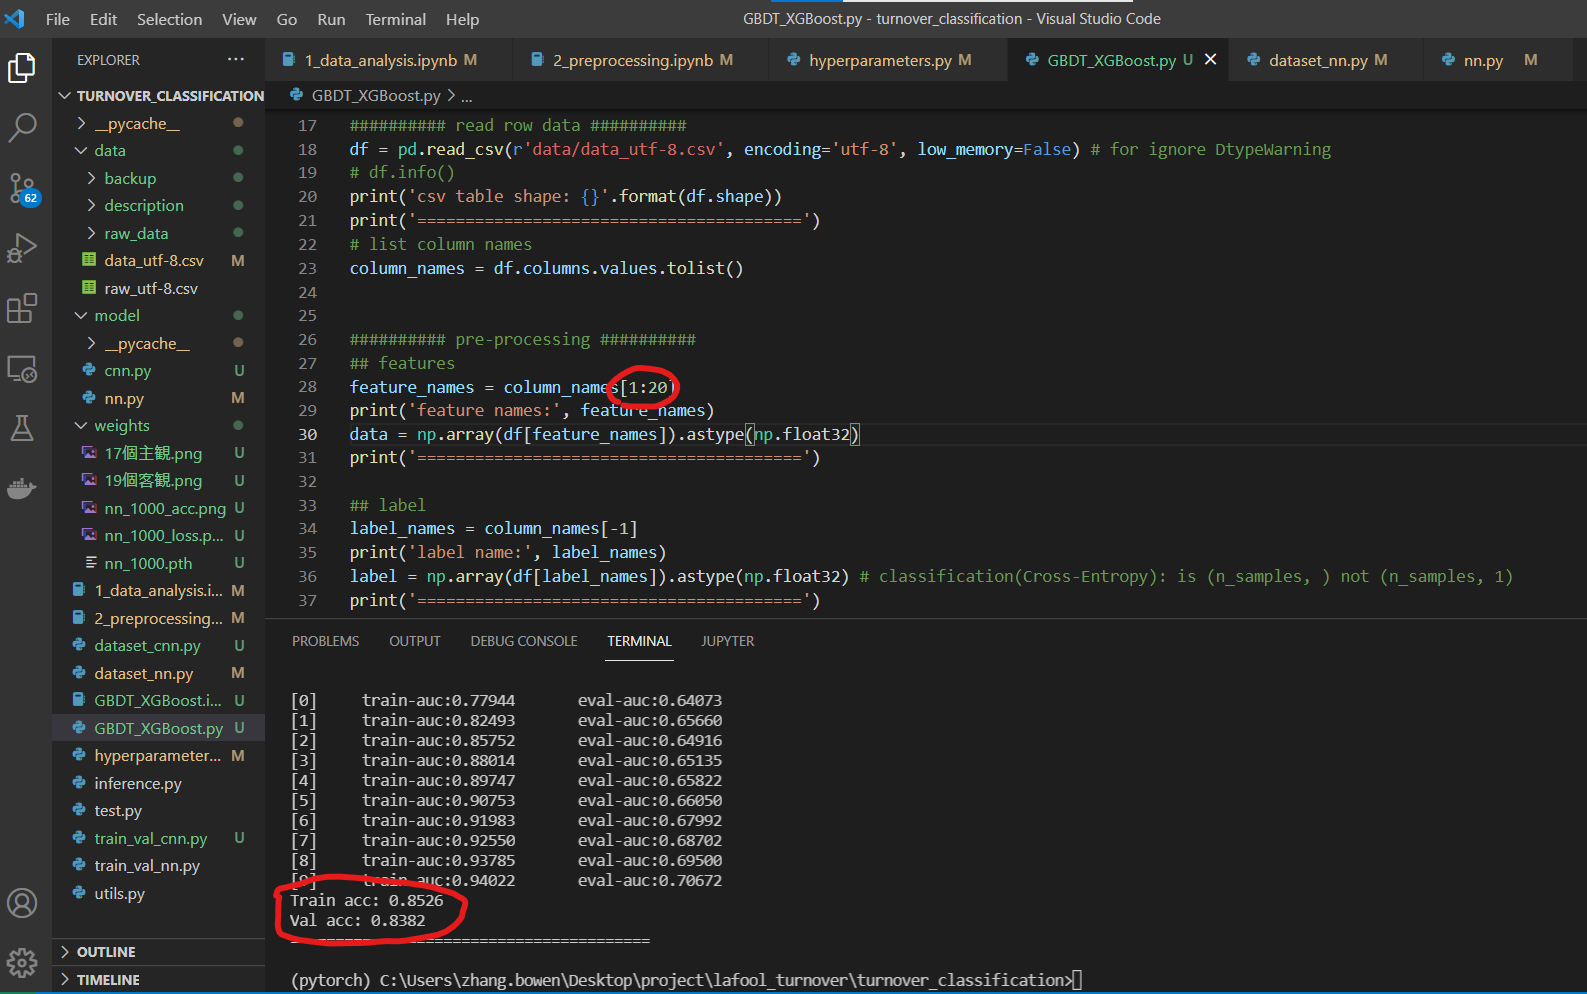 File Edit Selection View Go Run Terminal Help
GBDT_XGBoost.py - turnover_classification - Visual Studio Code
EXPLORER ...
1_data_analysis.ipynb M
2_preprocessing.ipynb M
hyperparameters.py M
GBDT_XGBoost.py U
dataset_nn.py M
nn.py M
GBDT_XGBoost.py > ...
TURNOVER_CLASSIFICATION
__pycache__
data
backup
description
raw_data
data_utf-8.csv M
raw_utf-8.csv
model
__pycache__
cnn.py U
nn.py M
weights
17個主観.png U
19個客観.png U
nn_1000_acc.png U
nn_1000_loss.p... U
nn_1000.pth U
1_data_analysis.i... M
2_preprocessing... M
dataset_cnn.py U
dataset_nn.py M
GBDT_XGBoost.i... U
GBDT_XGBoost.py U
hyperparameter... M
inference.py
test.py
train_val_cnn.py U
train_val_nn.py
utils.py
OUTLINE
TIMELINE
62
17 ########## read row data ##########
18 df = pd.read_csv(r'data/data_utf-8.csv', encoding='utf-8', low_memory=False) # for ignore DtypeWarning
19 # df.info()
20 print('csv table shape: {}'.format(df.shape))
21 print('========================================')
22 # list column names
23 column_names = df.columns.values.tolist()
24
25
26 ########## pre-processing ##########
27 ## features
28 feature_names = column_names[1:20]
29 print('feature names:', feature_names)
30 data = np.array(df[feature_names]).astype(np.float32)
31 print('========================================')
32
33 ## label
34 label_names = column_names[-1]
35 print('label name:', label_names)
36 label = np.array(df[label_names]).astype(np.float32) # classification(Cross-Entropy): is (n_samples, ) not (n_samples, 1)
37 print('========================================')
PROBLEMS OUTPUT DEBUG CONSOLE TERMINAL JUPYTER
[0] train-auc:0.77944 eval-auc:0.64073
[1] train-auc:0.82493 eval-auc:0.65660
[2] train-auc:0.85752 eval-auc:0.64916
[3] train-auc:0.88014 eval-auc:0.65135
[4] train-auc:0.89747 eval-auc:0.65822
[5] train-auc:0.90753 eval-auc:0.66050
[6] train-auc:0.91983 eval-auc:0.67992
[7] train-auc:0.92550 eval-auc:0.68702
[8] train-auc:0.93785 eval-auc:0.69500
[9] train-auc:0.94022 eval-auc:0.70672
Train acc: 0.8526
Val acc: 0.8382
========================================
(pytorch) C:\Users\zhang.bowen\Desktop\project\lafool_turnover\turnover_classification>